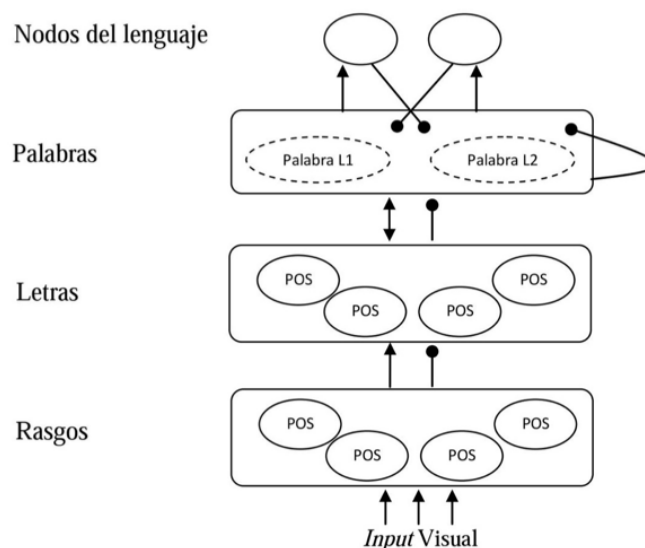 Nodos del lenguaje
Palabras
Palabra L1
Palabra L2
Letras
POS
POS
POS
POS
Rasgos
POS
POS
POS
POS
Input Visual